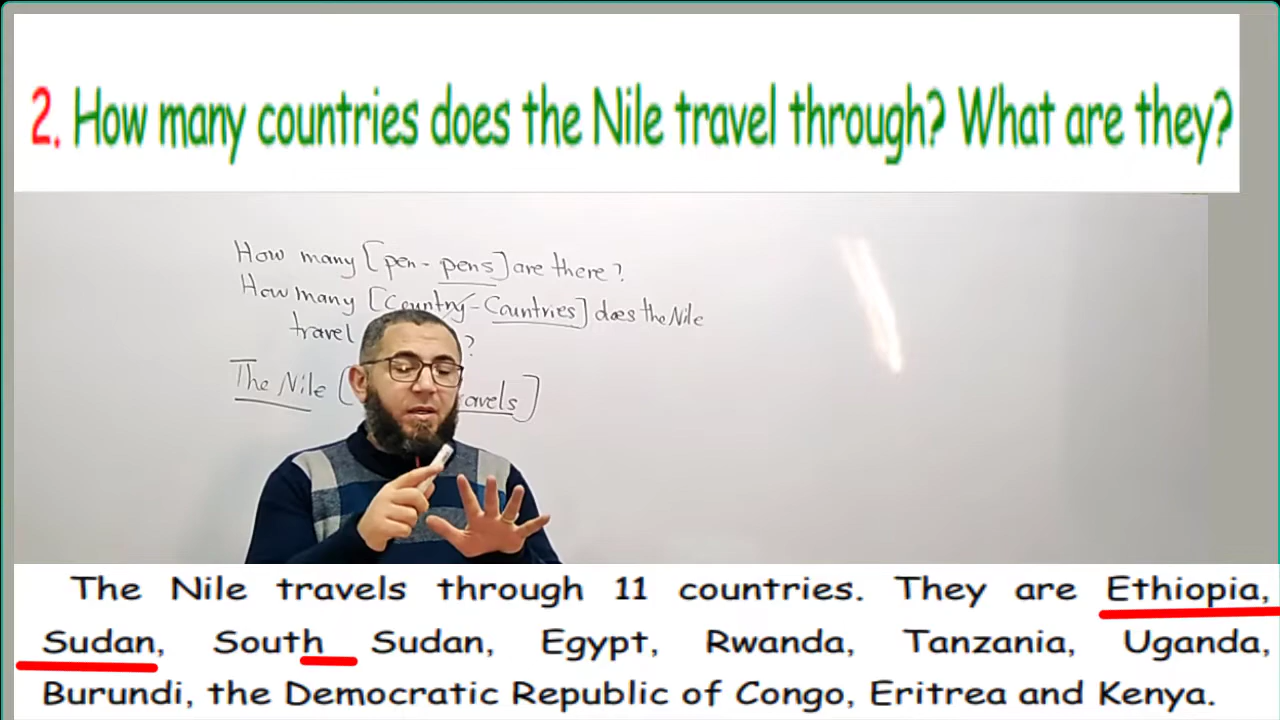 2. How many countries does the Nile travel through? What are they?
How many [pen - pens] are there?
How many [Country - Countries] does the Nile
travel ?
The Nile [ ravels]
The Nile travels through 11 countries. They are Ethiopia,
Sudan, South Sudan, Egypt, Rwanda, Tanzania, Uganda,
Burundi, the Democratic Republic of Congo, Eritrea and Kenya.